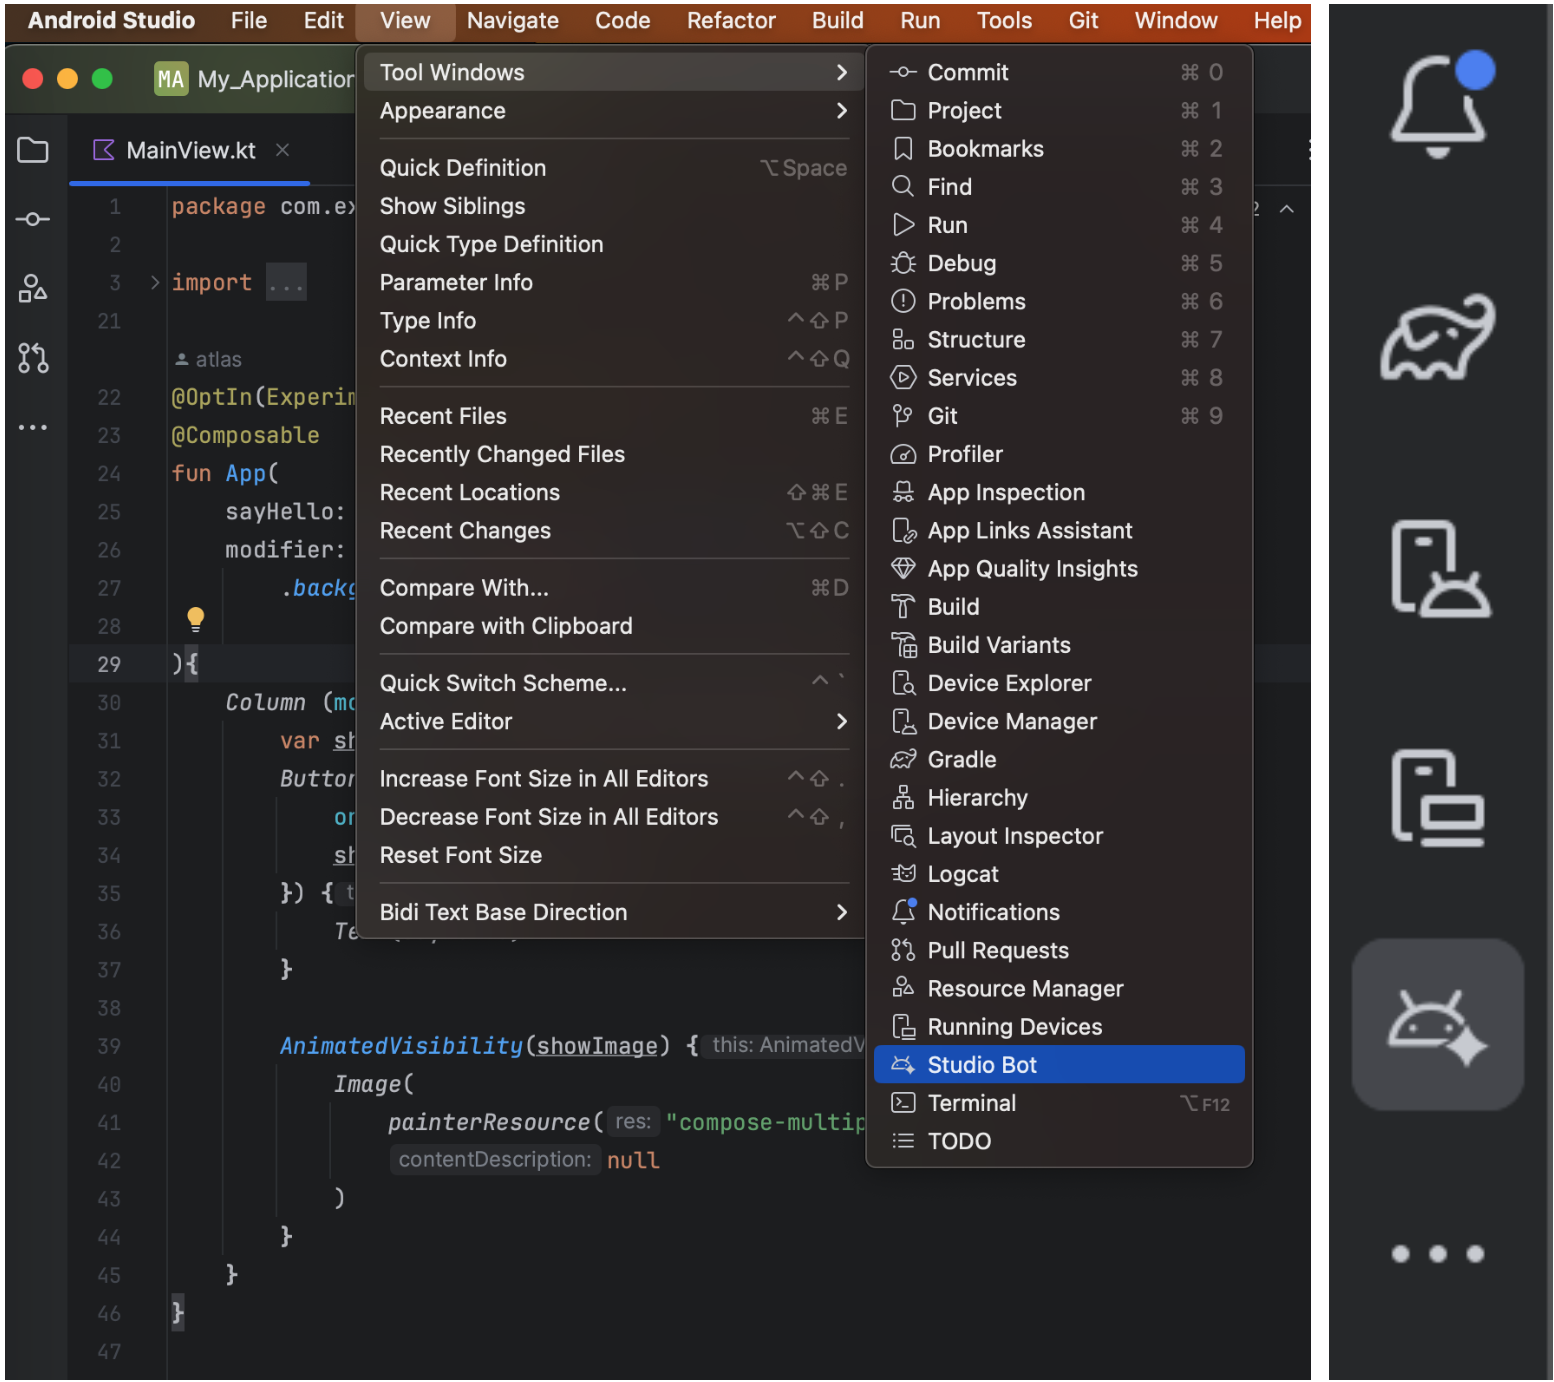 Android Studio File Edit View Navigate Code Refactor Build Run Tools Git Window Help
MA My_Application
MainView.kt
Tool Windows
Appearance
Quick Definition ⌥Space
Show Siblings
Quick Type Definition
Parameter Info ⌘P
Type Info ^⇧P
Context Info ^⇧Q
Recent Files ⌘E
Recently Changed Files
Recent Locations ⇧⌘E
Recent Changes ⌥⇧C
Compare With... ⌘D
Compare with Clipboard
Quick Switch Scheme... ^`
Active Editor
Increase Font Size in All Editors ^⇧.
Decrease Font Size in All Editors ^⇧,
Reset Font Size
Bidi Text Base Direction
Commit ⌘0
Project ⌘1
Bookmarks ⌘2
Find ⌘3
Run ⌘4
Debug ⌘5
Problems ⌘6
Structure ⌘7
Services ⌘8
Git ⌘9
Profiler
App Inspection
App Links Assistant
App Quality Insights
Build
Build Variants
Device Explorer
Device Manager
Gradle
Hierarchy
Layout Inspector
Logcat
Notifications
Pull Requests
Resource Manager
Running Devices
Studio Bot
Terminal ⌥F12
TODO
1 package com.ex
2
3 import ...
21
atlas
22 @OptIn(Experim
23 @Composable
24 fun App(
25 sayHello:
26 modifier:
27 .backg
28
29 ){
30 Column (mo
31 var sh
32 Button
33 on
34 sh
35 }) { t
36 Te
37 }
38
39 AnimatedVisibility(showImage) { this: AnimatedV
40 Image(
41 painterResource( res: "compose-multip
42 contentDescription: null
43 )
44 }
45 }
46 }
47